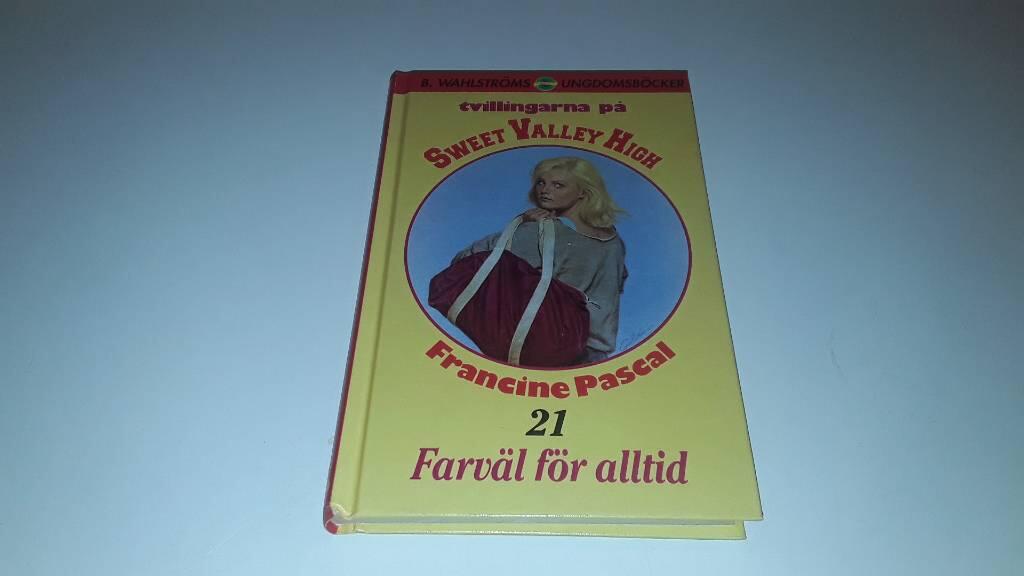 B. WAHLSTRÖMS UNGDOMSBÖCKER
tvillingarna på
SWEET VALLEY HIGH
Francine Pascal
21
Farväl för alltid